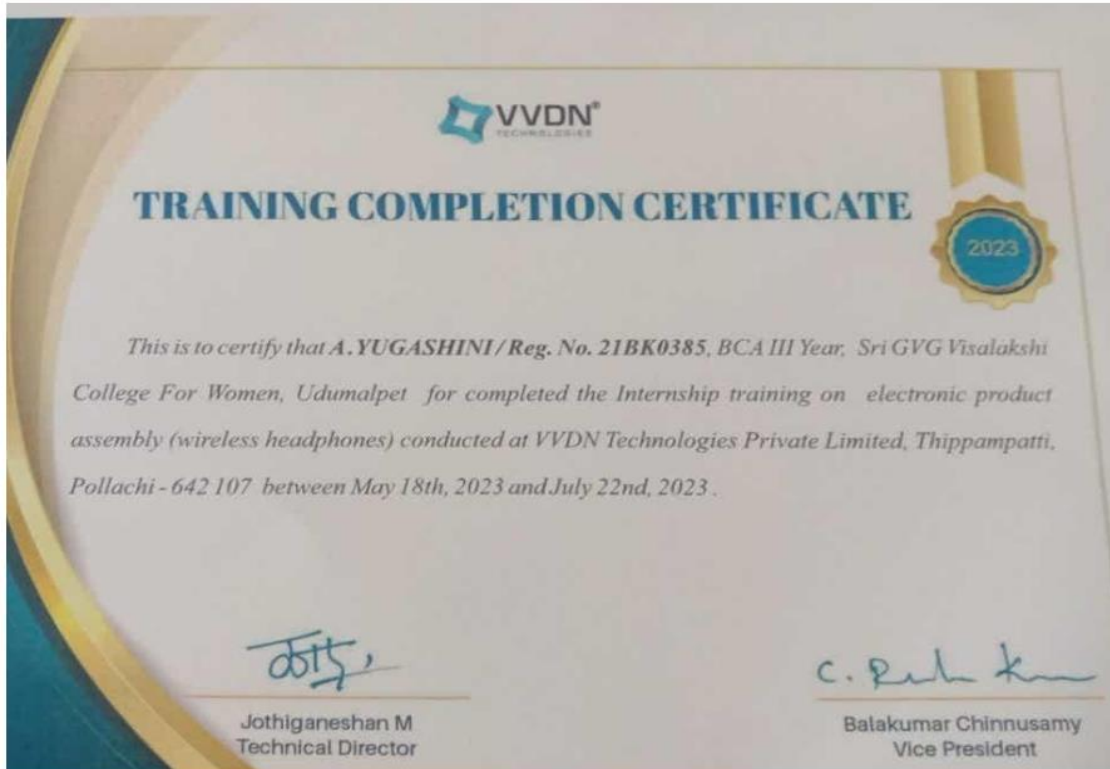 VVDN®
TECHNOLOGIES
TRAINING COMPLETION CERTIFICATE
2023
This is to certify that A. YUGASHINI/Reg. No. 21BK0385, BCA III Year, Sri GVG Visalakshi
College For Women, Udumalpet for completed the Internship training on electronic product
assembly (wireless headphones) conducted at VVDN Technologies Private Limited, Thippampatti,
Pollachi - 642 107 between May 18th, 2023 and July 22nd, 2023 .
Jothiganeshan M
Technical Director
Balakumar Chinnusamy
Vice President